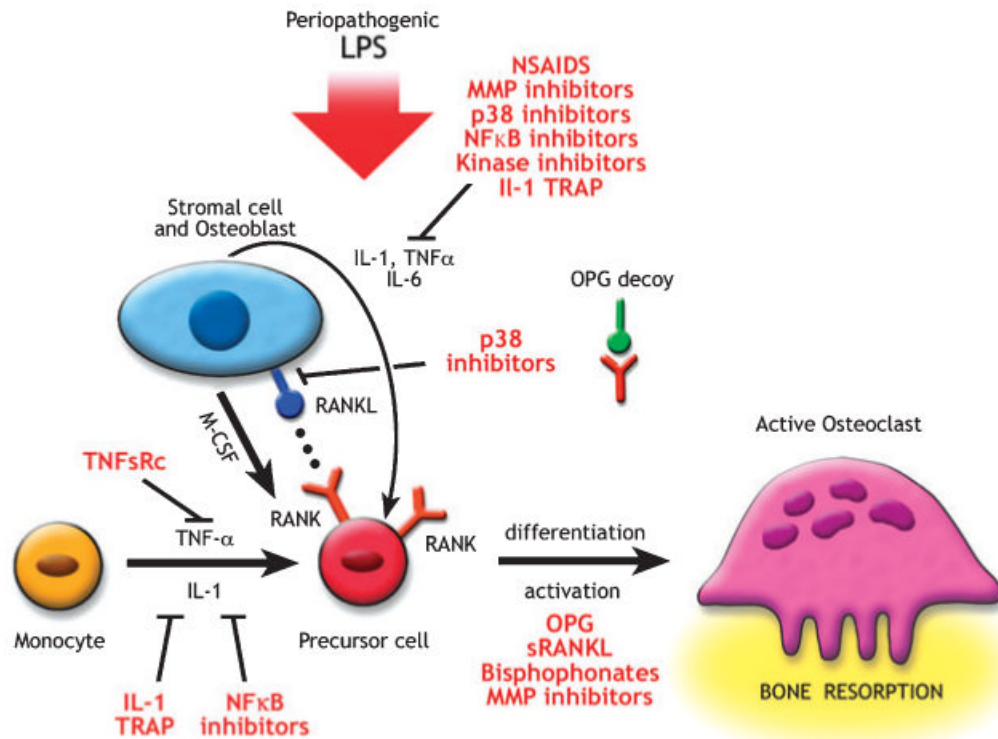 Periopathogenic
LPS
NSAIDS
MMP inhibitors
p38 inhibitors
NFκB inhibitors
Kinase inhibitors
Il-1 TRAP
Stromal cell
and Osteoblast
IL-1, TNFα
IL-6
OPG decoy
p38
inhibitors
RANKL
M-CSF
Active Osteoclast
TNFsRc
TNF-α
RANK
RANK
differentiation
IL-1
activation
Monocyte
Precursor cell
OPG
sRANKL
Bisphophonates
MMP inhibitors
BONE RESORPTION
IL-1
TRAP
NFκB
inhibitors